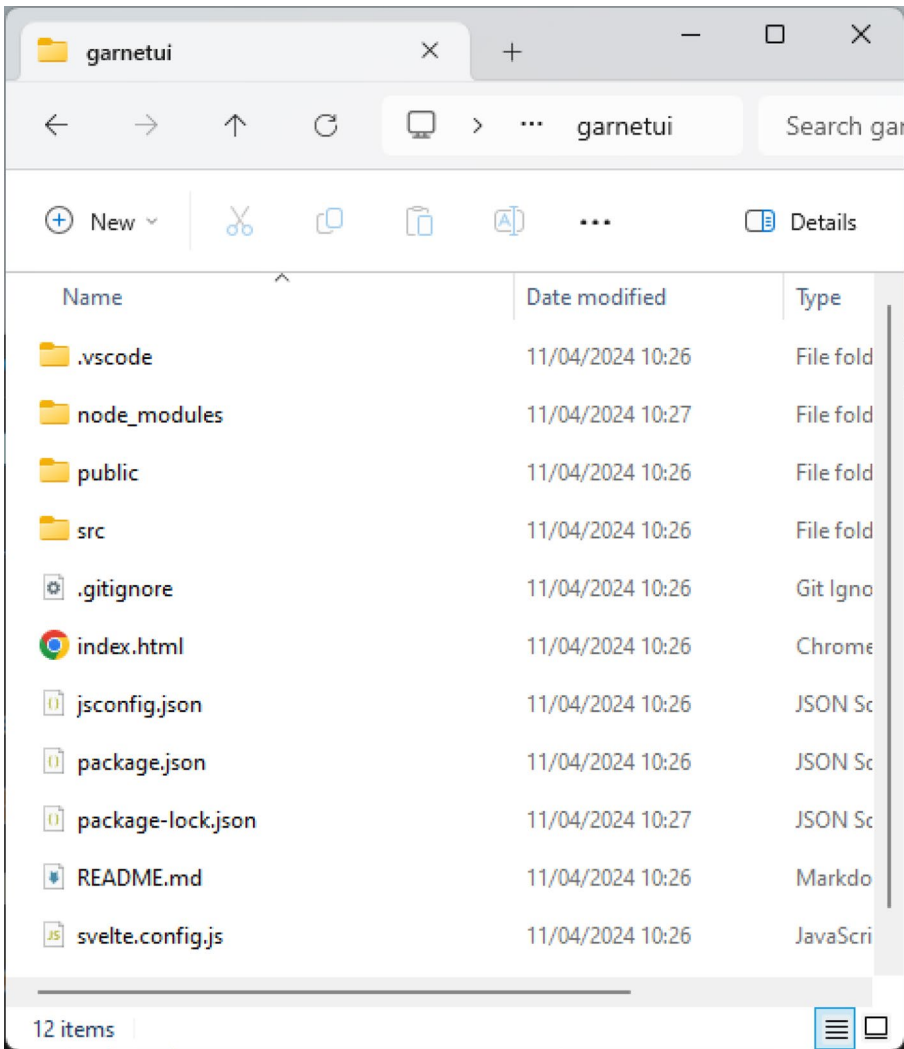 garnetui
garnetui Search gar
New Details
Name Date modified Type
.vscode 11/04/2024 10:26 File fold
node_modules 11/04/2024 10:27 File fold
public 11/04/2024 10:26 File fold
src 11/04/2024 10:26 File fold
.gitignore 11/04/2024 10:26 Git Igno
index.html 11/04/2024 10:26 Chrome
jsconfig.json 11/04/2024 10:26 JSON Sc
package.json 11/04/2024 10:26 JSON Sc
package-lock.json 11/04/2024 10:27 JSON Sc
README.md 11/04/2024 10:26 Markdo
svelte.config.js 11/04/2024 10:26 JavaScri
12 items